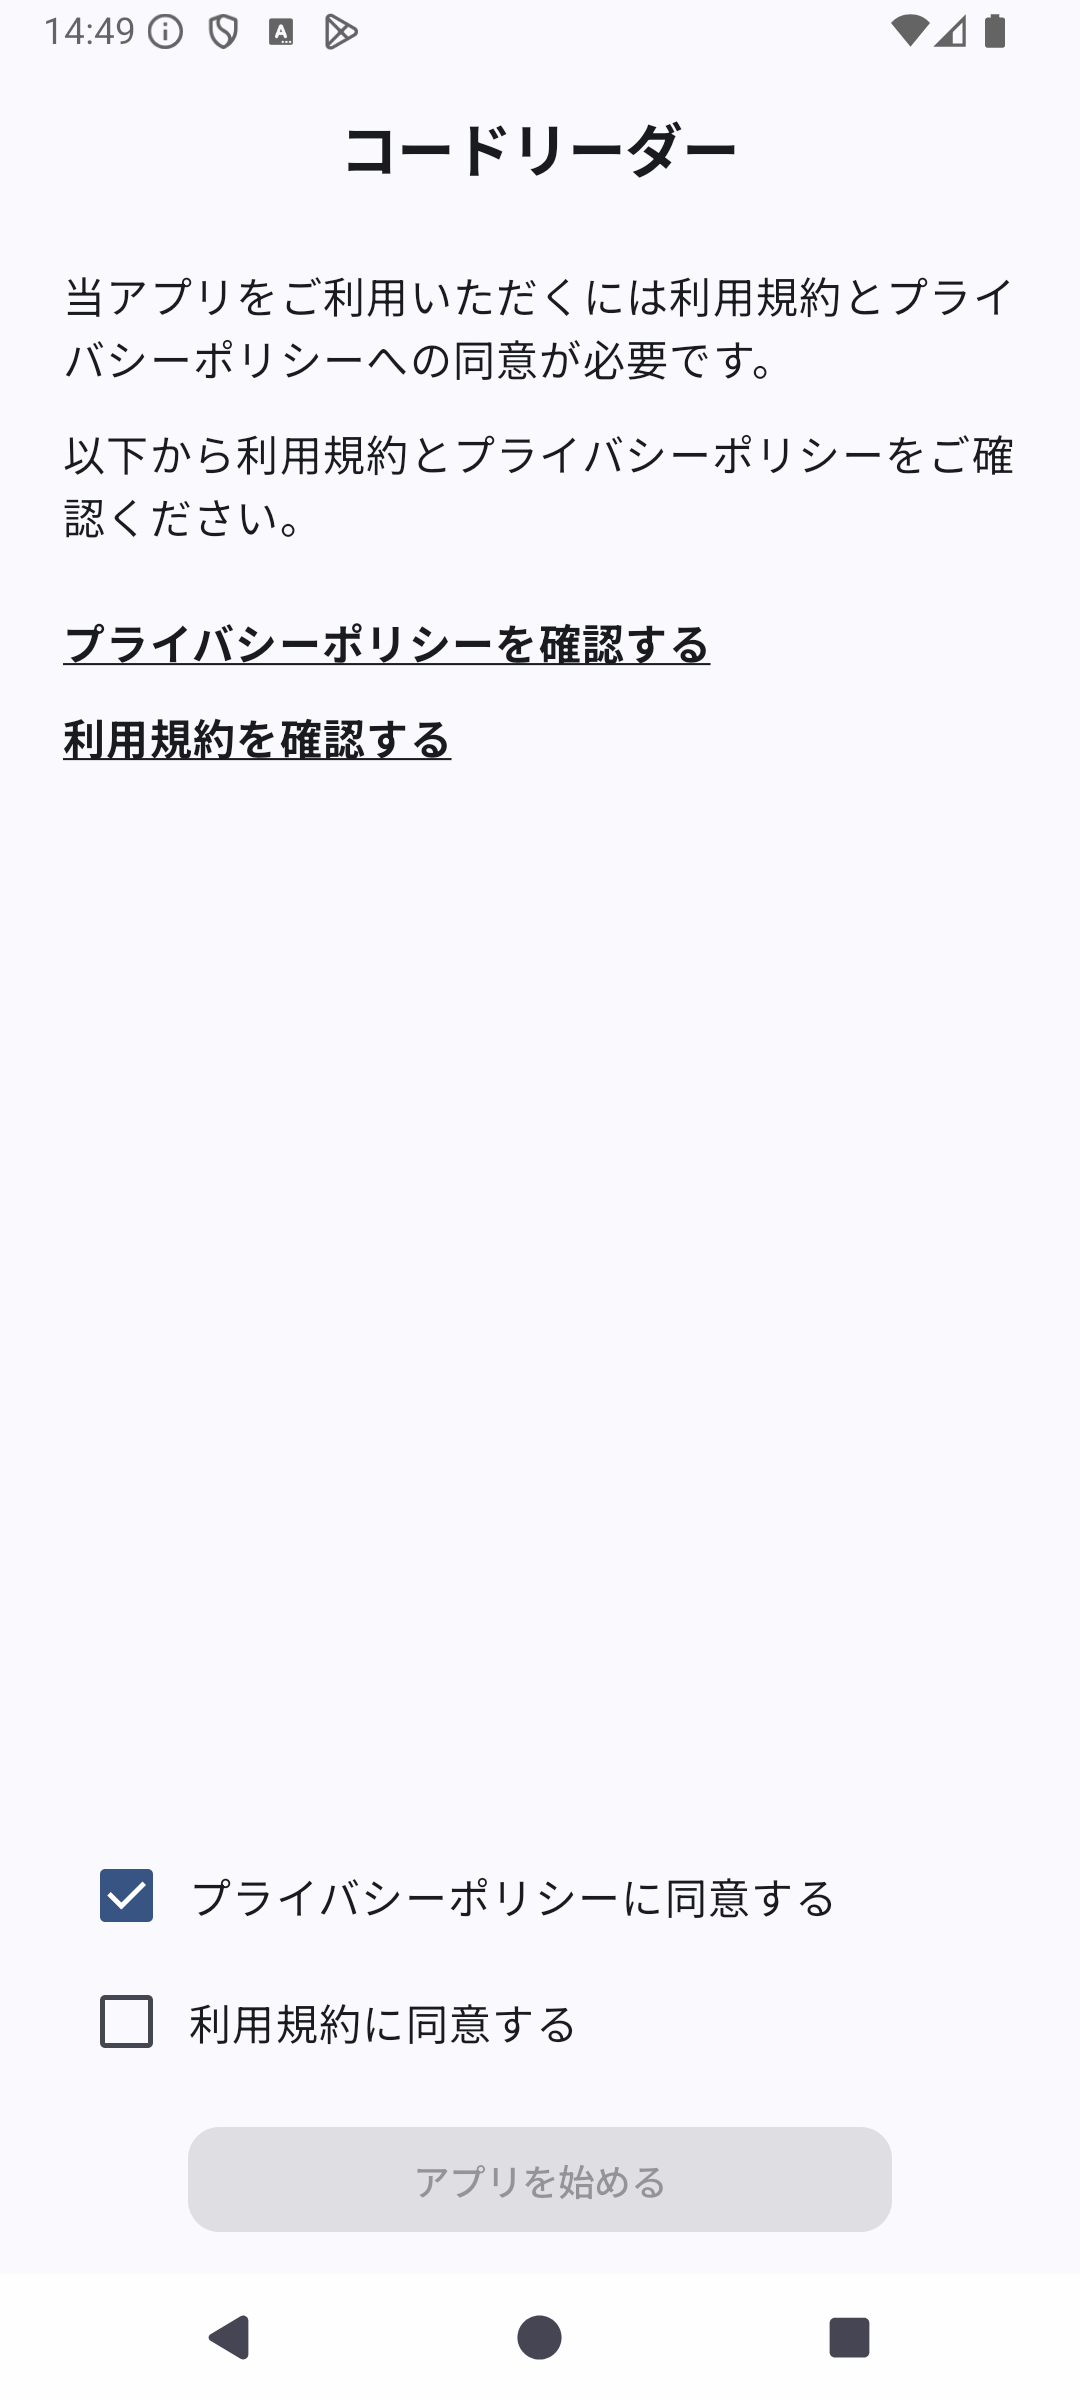 14:49
コードリーダー
当アプリをご利用いただくには利用規約とプライ
バシーポリシーへの同意が必要です。
以下から利用規約とプライバシーポリシーをご確
認ください。
プライバシーポリシーを確認する
利用規約を確認する
プライバシーポリシーに同意する
利用規約に同意する
アプリを始める